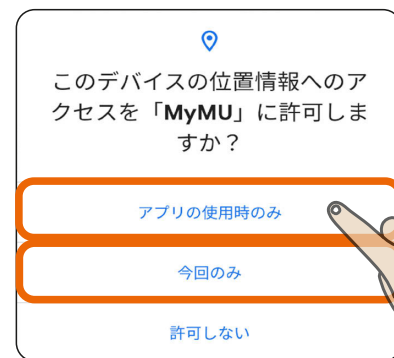 このデバイスの位置情報へのア
クセスを「MyMU」に許可しま
すか？
アプリの使用時のみ
今回のみ
許可しない